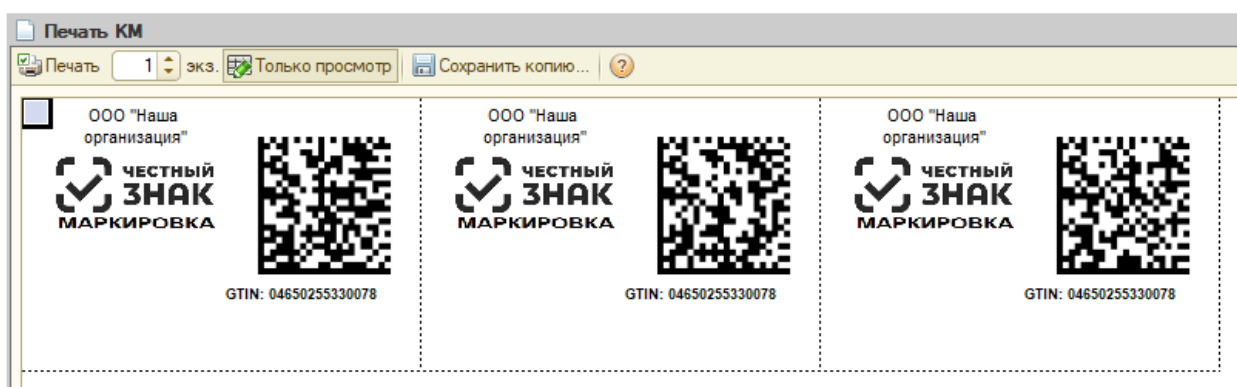 Печать КМ
Печать 1 экз. Только просмотр Сохранить копию... ?
ООО "Наша
организация"
ЧЕСТНЫЙ
ЗНАК
МАРКИРОВКА
GTIN: 04650255330078
ООО "Наша
организация"
ЧЕСТНЫЙ
ЗНАК
МАРКИРОВКА
GTIN: 04650255330078
ООО "Наша
организация"
ЧЕСТНЫЙ
ЗНАК
МАРКИРОВКА
GTIN: 04650255330078